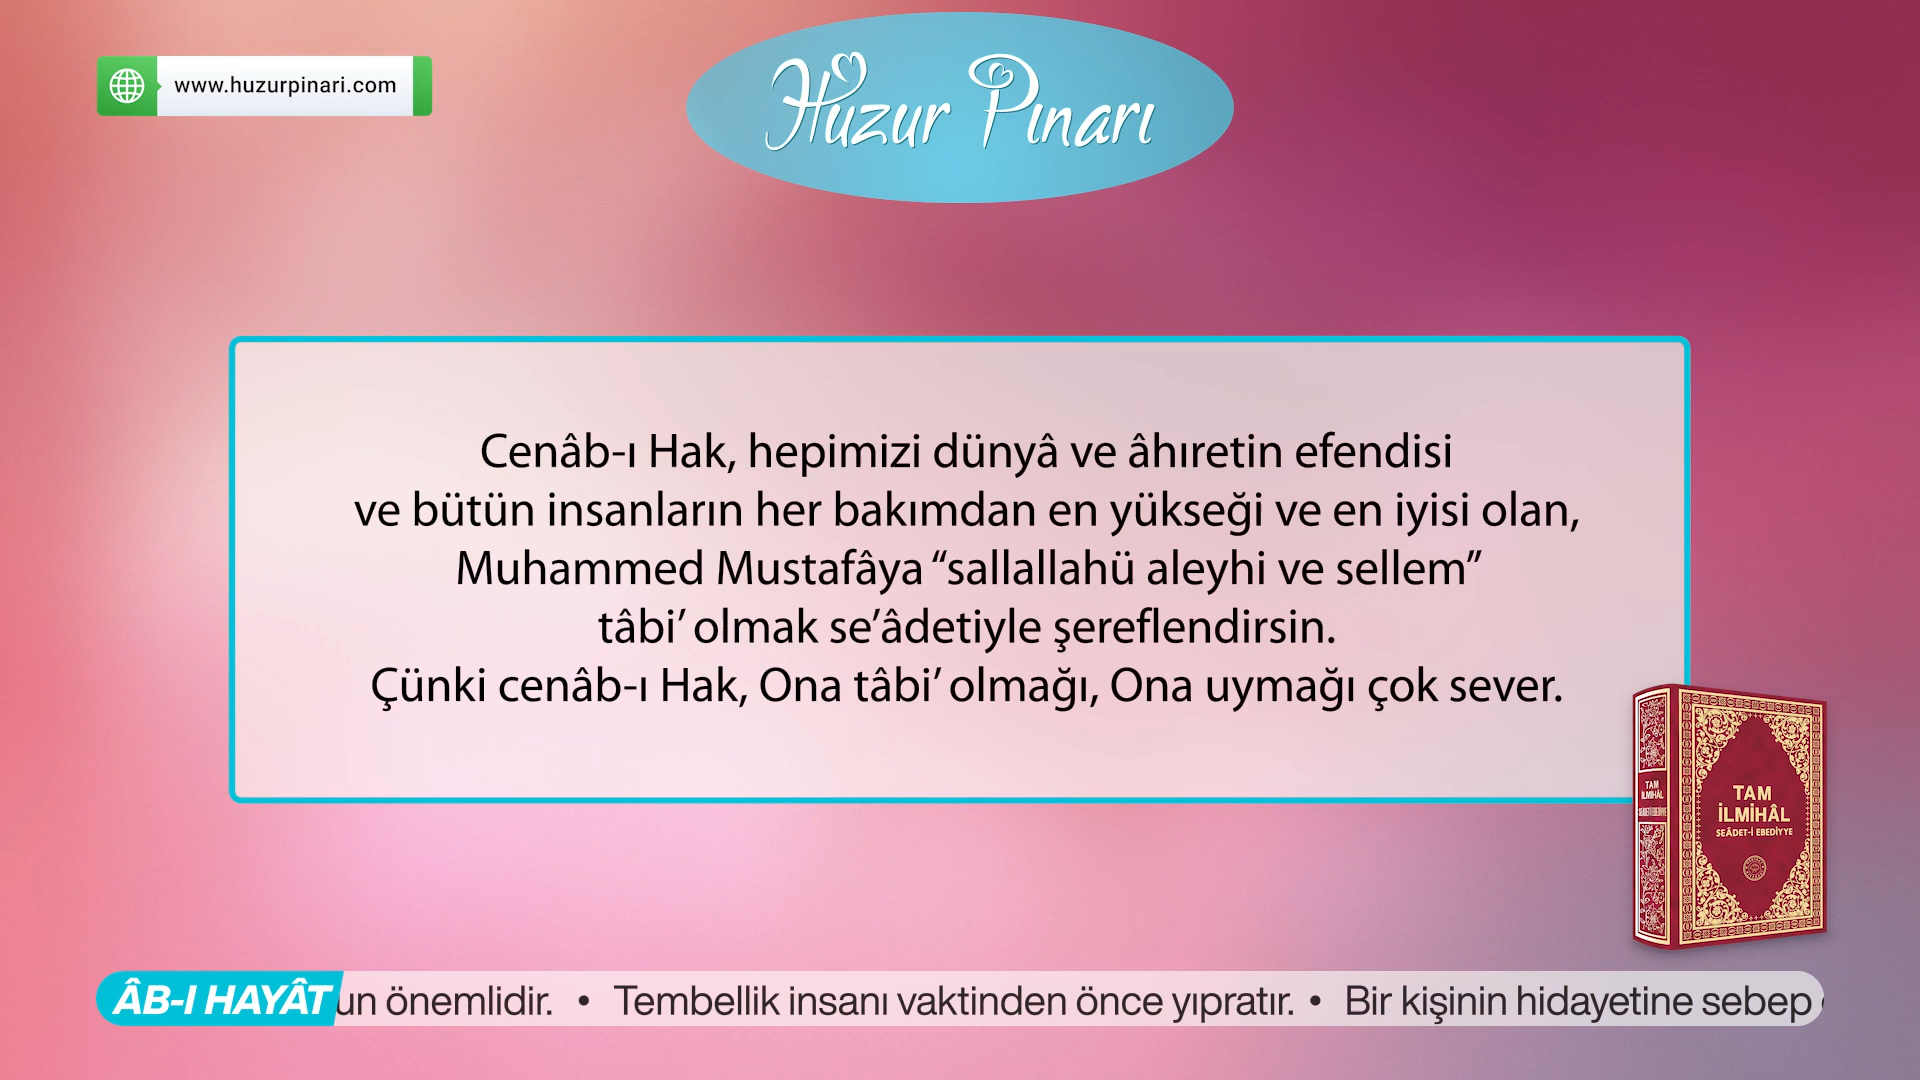 www.huzurpinari.com
Huzur Pınarı
Cenâb-ı Hak, hepimizi dünyâ ve âhıretin efendisi
ve bütün insanların her bakımdan en yükseği ve en iyisi olan,
Muhammed Mustafâya “sallallahü aleyhi ve sellem”
tâbi’ olmak se’âdetiyle şereflendirsin.
Çünki cenâb-ı Hak, Ona tâbi’ olmağı, Ona uymağı çok sever.
TAM
İLMİHÂL
SEÂDET-İ EBEDİYYE
TAM
İLMİHÂL
SEÂDET-İ EBEDİYYE
ÂB-I HAYÂT un önemlidir. • Tembellik insanı vaktinden önce yıpratır. • Bir kişinin hidayetine sebep